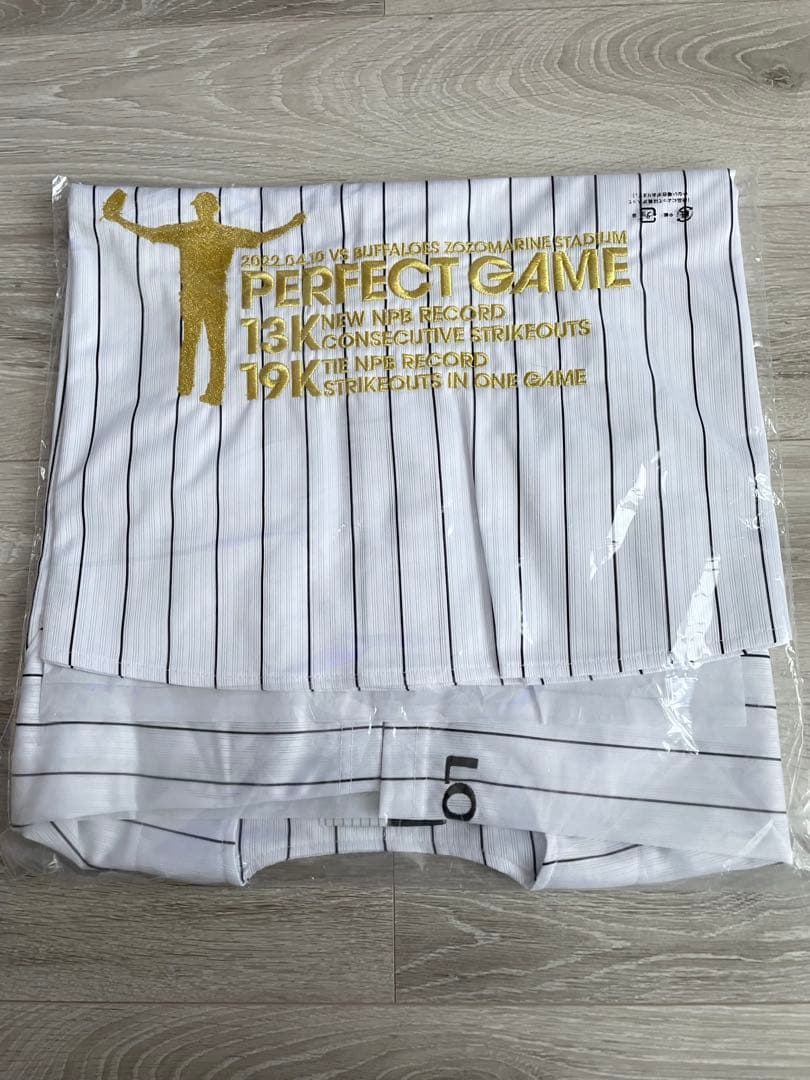 2022.04.10 VS BUFFALOES ZOZOMARINE STADIUM
PERFECT GAME
13K NEW NPB RECORD
CONSECUTIVE STRIKEOUTS
19K TIE NPB RECORD
STRIKEOUTS IN ONE GAME
LO